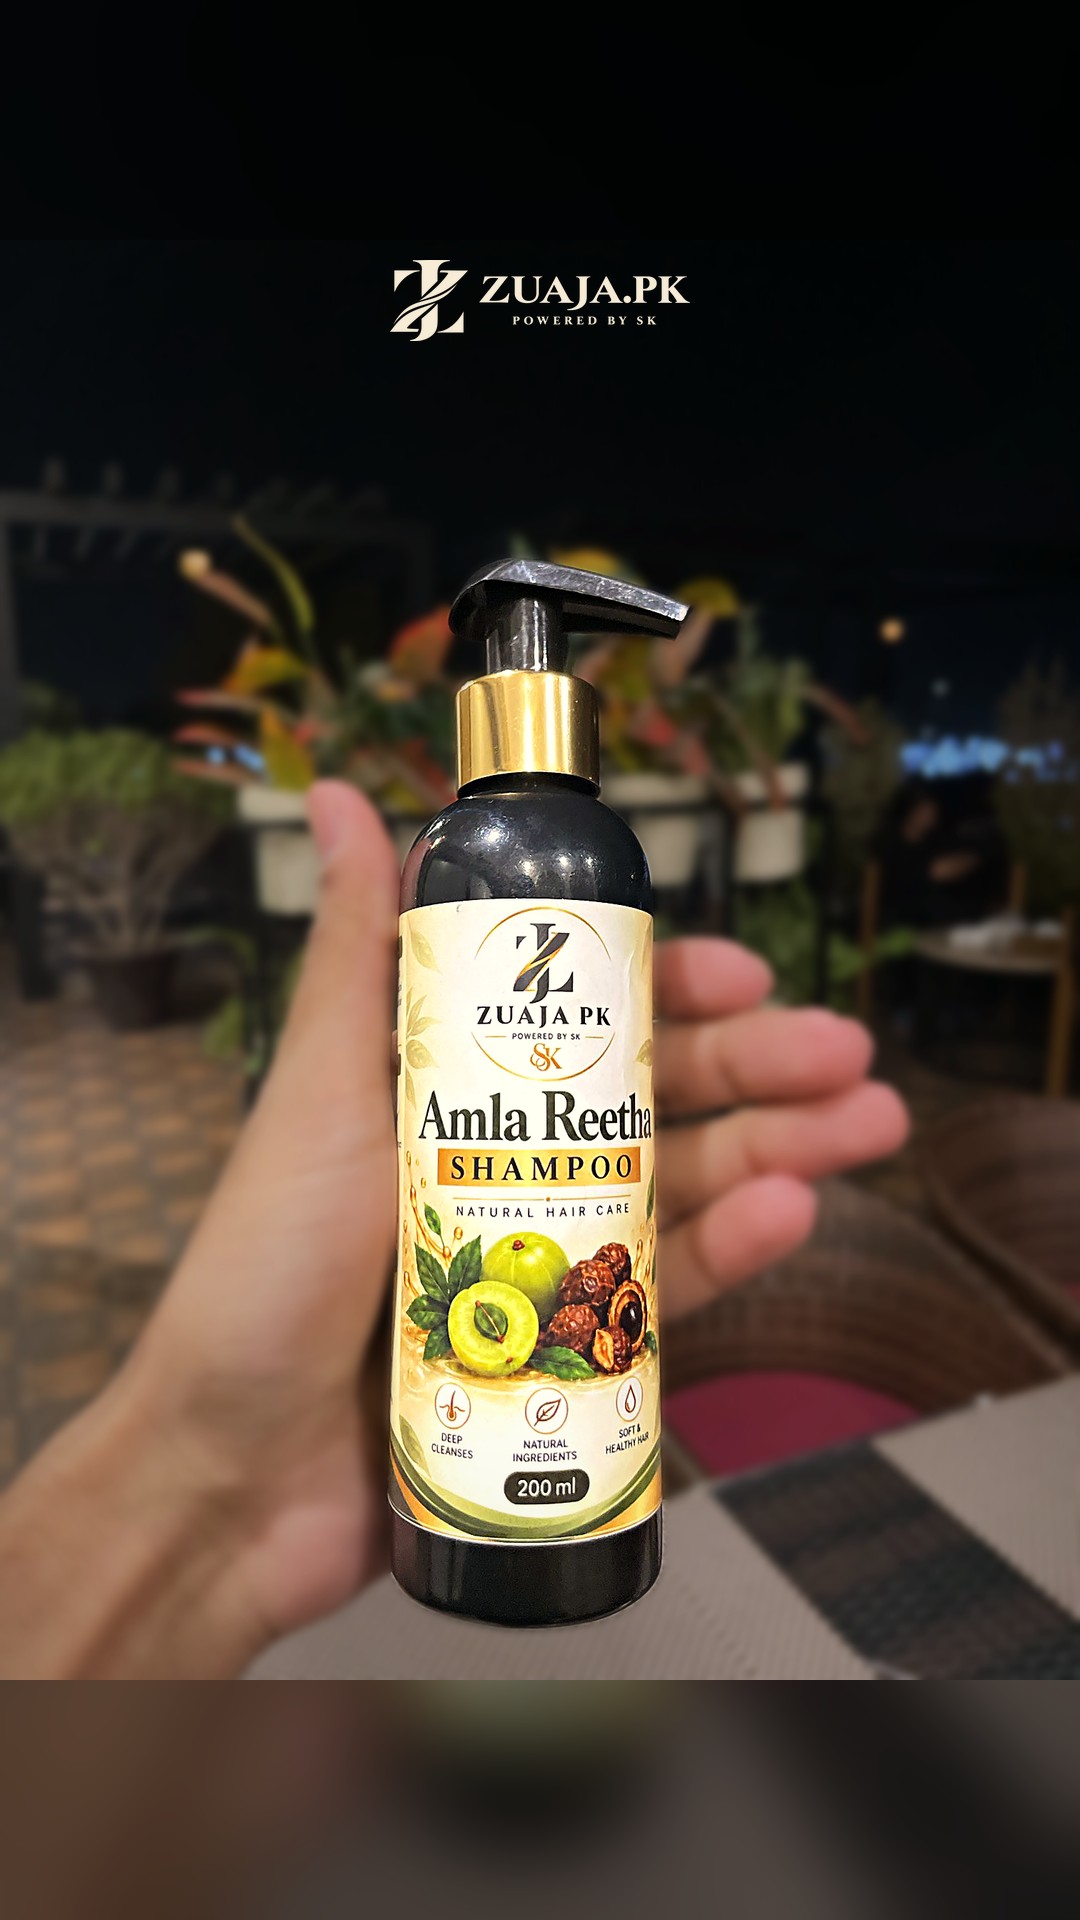 ZUAJA.PK
POWERED BY SK
ZUAJA PK
POWERED BY SK
SK
Amla Reetha
SHAMPOO
NATURAL HAIR CARE
DEEP
CLEANSES
NATURAL
INGREDIENTS
SOFT &
HEALTHY HAIR
200 ml